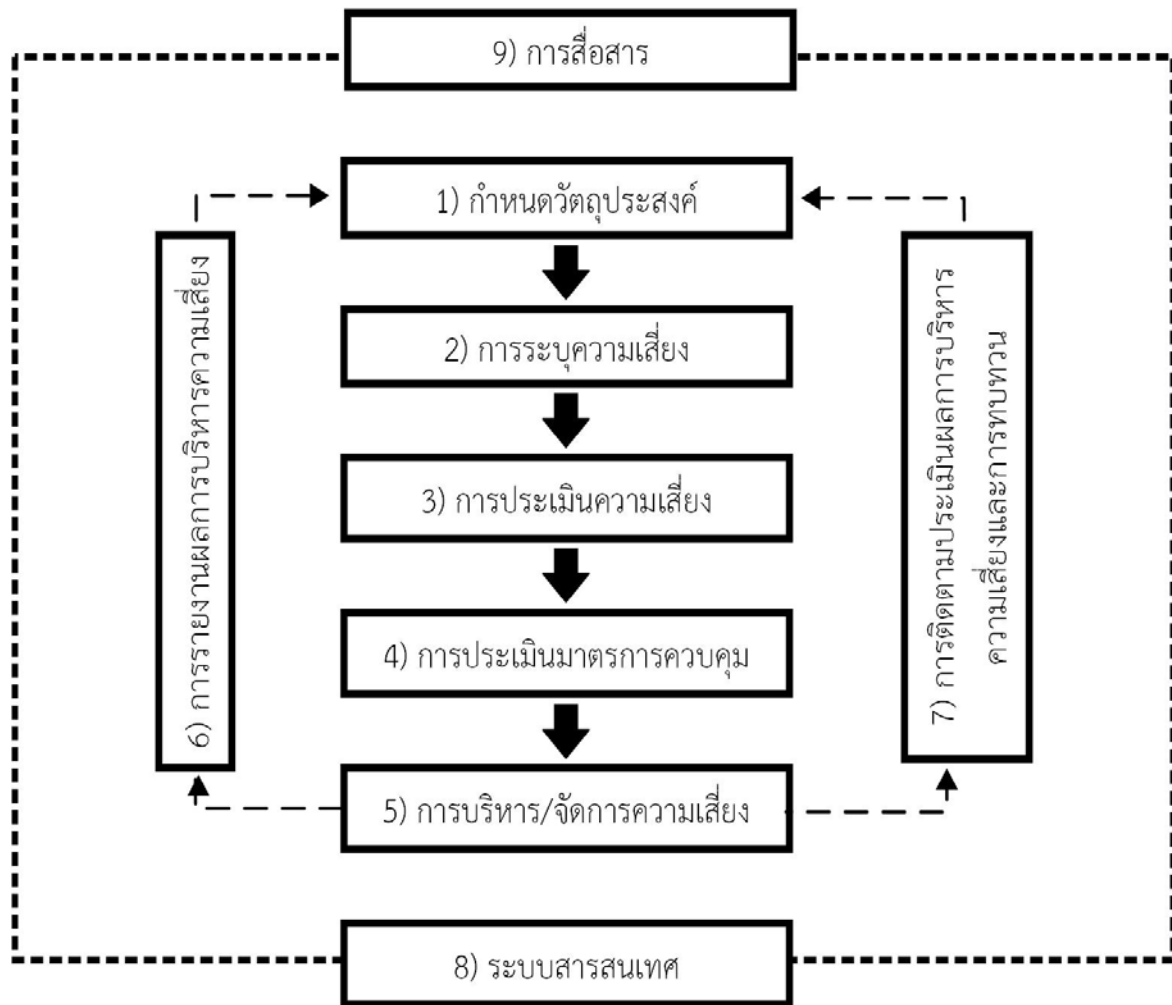 9) การสื่อสาร
1) กำหนดวัตถุประสงค์
2) การระบุความเสี่ยง
3) การประเมินความเสี่ยง
4) การประเมินมาตรการควบคุม
5) การบริหาร/จัดการความเสี่ยง
6) การรายงานผลการบริหารความเสี่ยง
7) การติดตามประเมินผลการบริหาร
ความเสี่ยงและการทบทวน
8) ระบบสารสนเทศ